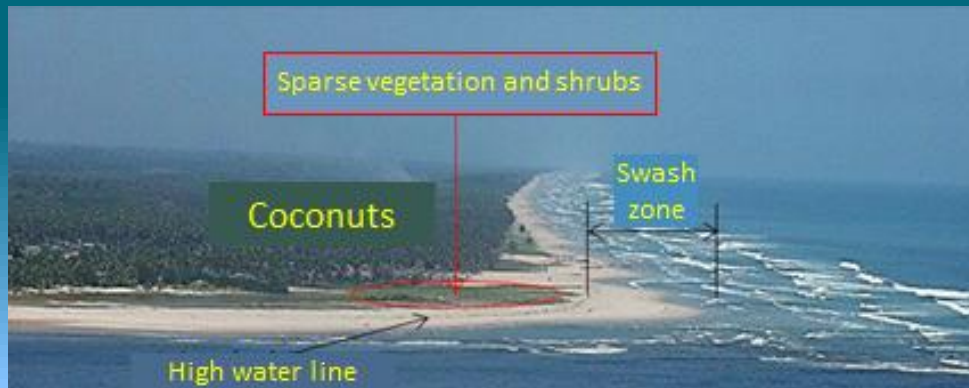 Sparse vegetation and shrubs
Swash
zone
Coconuts
High water line